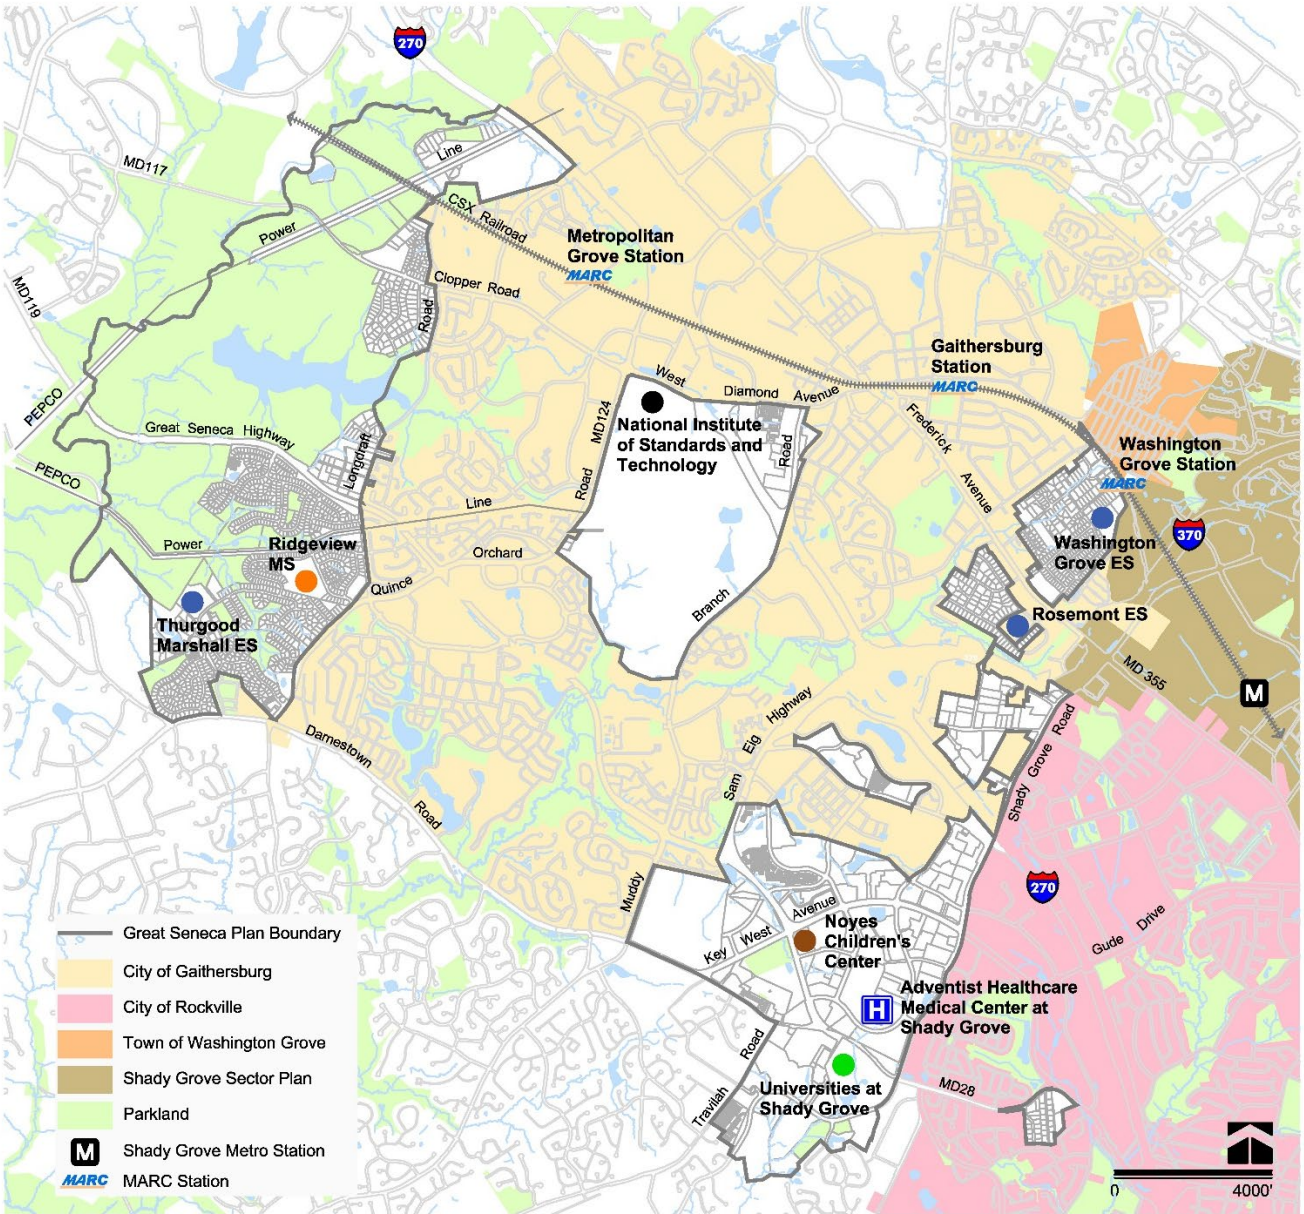 270
MD117
Line
CSX Railroad
Power
Metropolitan
Grove Station
MARC
MD119
Clopper Road
Road
Gaithersburg
Station
MARC
West
Diamond Avenue
PEPCO
MD124
National Institute
of Standards and
Technology
Road
Frederick
Avenue
Great Seneca Highway
Longdraft
Washington
Grove Station
MARC
PEPCO
Line
Road
370
Power
Ridgeview
MS
Orchard
Quince
Washington
Grove ES
Branch
Rosemont ES
Thurgood
Marshall ES
MD 355
M
Darnestown
Road
Sam Eig Highway
Shady Grove Road
Muddy
270
Key West Avenue
Noyes
Children's
Center
Gude Drive
H
Adventist Healthcare
Medical Center at
Shady Grove
Road
Travilah
Universities at
Shady Grove
MD28
Great Seneca Plan Boundary
City of Gaithersburg
City of Rockville
Town of Washington Grove
Shady Grove Sector Plan
Parkland
M Shady Grove Metro Station
MARC MARC Station
0 4000'